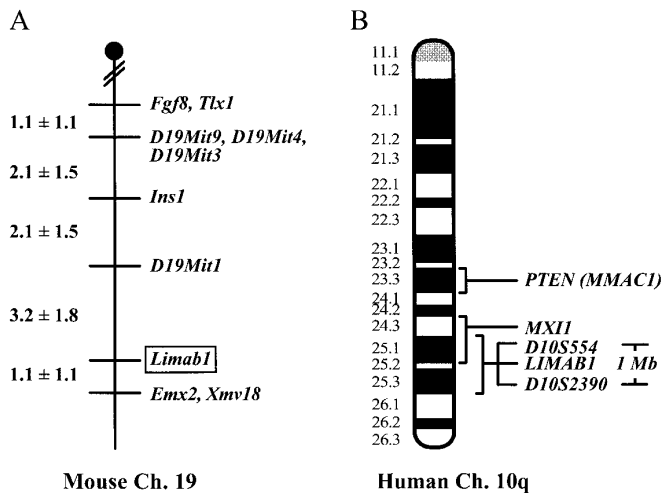 A
Fgf8, Tlx1
1.1 ± 1.1
D19Mit9, D19Mit4,
D19Mit3
2.1 ± 1.5
Ins1
2.1 ± 1.5
D19Mit1
3.2 ± 1.8
Limab1
1.1 ± 1.1
Emx2, Xmv18
Mouse Ch. 19
B
11.1
11.2
21.1
21.2
21.3
22.1
22.2
22.3
23.1
23.2
23.3
PTEN (MMAC1)
24.1
24.2
24.3
MXI1
25.1
D10S554
25.2
LIMAB1 1 Mb
25.3
D10S2390
26.1
26.2
26.3
Human Ch. 10q